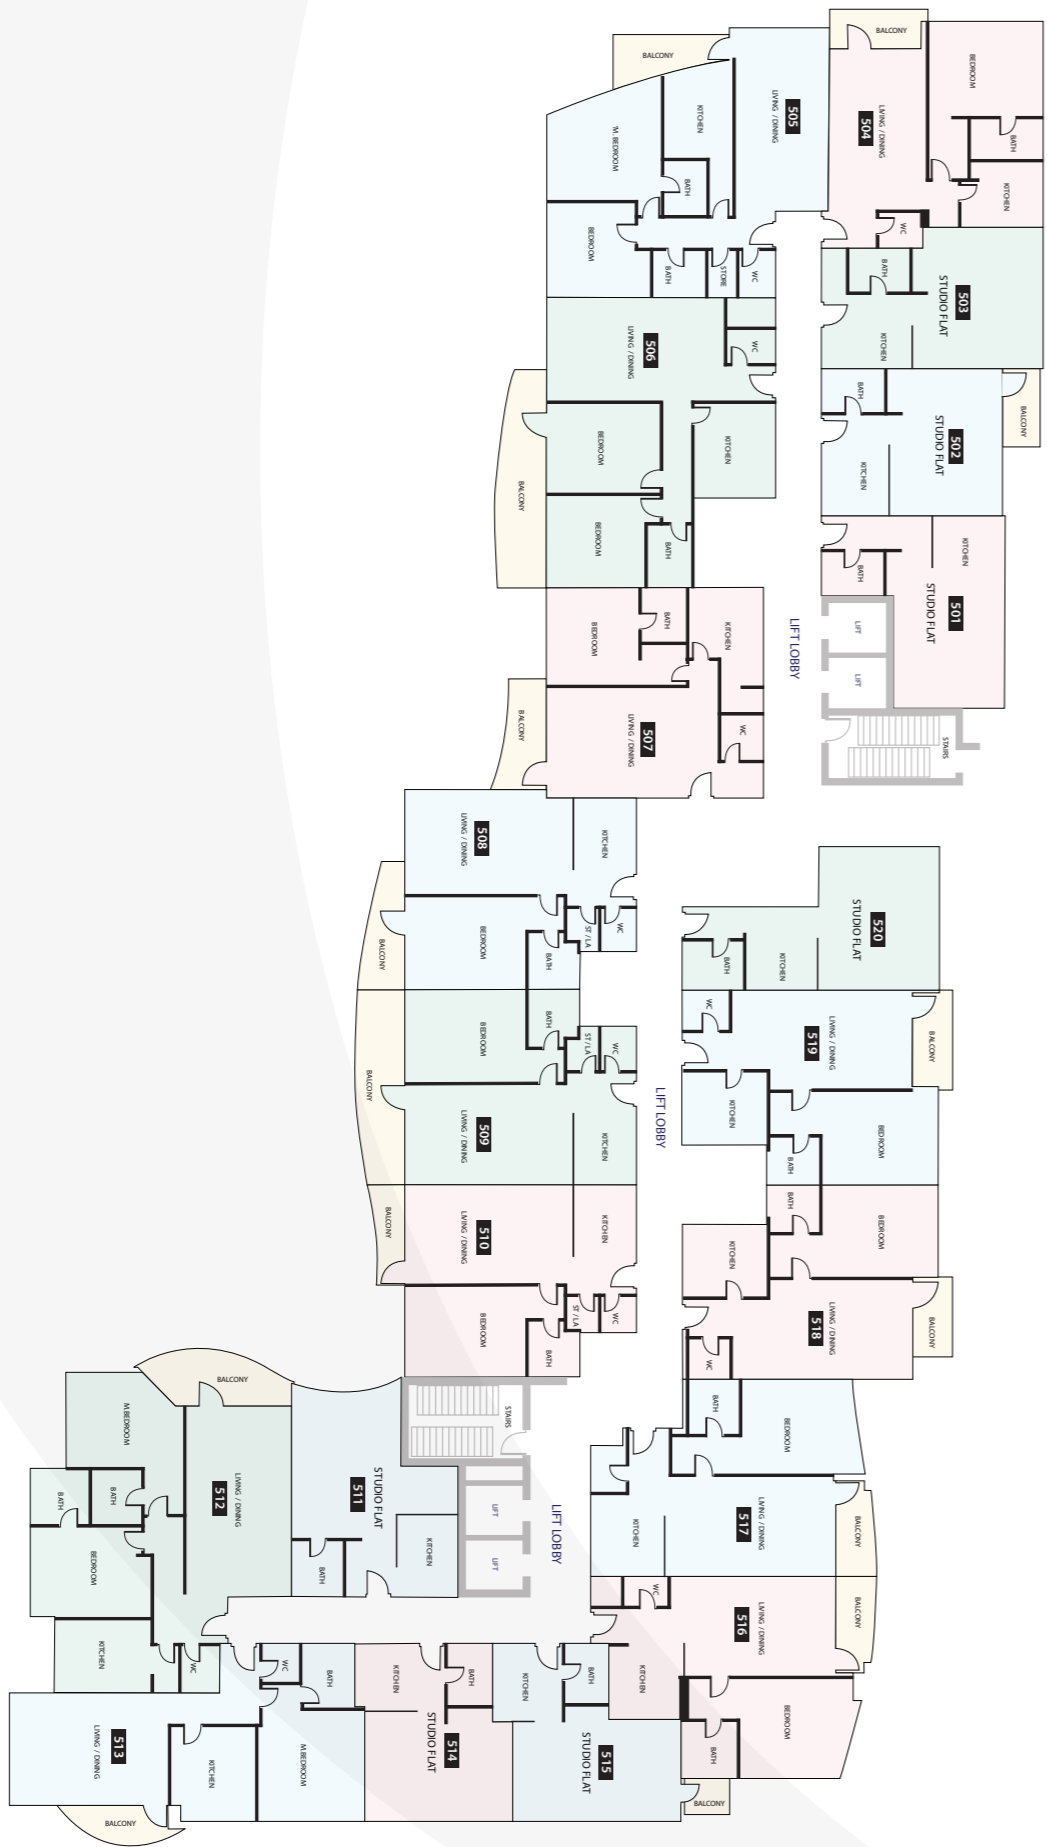 BALCONY
BALCONY
BEDROOM
LIVING / DINING
504
BATH
KITCHEN
WC
505
LIVING / DINING
KITCHEN
'M. BEDROOM
BATH
BEDROOM
BATH
STORE
WC
BATH
503
STUDIO FLAT
KITCHEN
506
LIVING / DINING
WC
BEDROOM
KITCHEN
BALCONY
BEDROOM
BATH
BATH
502
STUDIO FLAT
BALCONY
KITCHEN
KITCHEN
BATH
501
STUDIO FLAT
LIFT LOBBY
LIFT
LIFT
STAIRS
BEDROOM
BATH
KITCHEN
BALCONY
507
LIVING / DINING
WC
508
LIVING / DINING
KITCHEN
BALCONY
BEDROOM
ST / LA
WC
BATH
520
STUDIO FLAT
BATH
KITCHEN
WC
519
LIVING / DINING
BALCONY
KITCHEN
BEDROOM
BATH
BATH
BEDROOM
ST / LA
WC
BALCONY
509
LIVING / DINING
KITCHEN
LIFT LOBBY
BALCONY
510
LIVING / DINING
KITCHEN
BEDROOM
ST / LA
WC
BATH
BATH
BEDROOM
KITCHEN
518
LIVING / DINING
BALCONY
WC
BALCONY
M.BEDROOM
STAIRS
BATH
BEDROOM
512
LIVING / DINING
511
STUDIO FLAT
KITCHEN
BATH
LIFT
LIFT
LIFT LOBBY
BATH
BATH
BEDROOM
KITCHEN
WC
517
LIVING / DINING
KITCHEN
BALCONY
BALCONY
516
LIVING / DINING
WC
KITCHEN
BEDROOM
BATH
WC
BATH
KITCHEN
BATH
KITCHEN
BATH
513
LIVING / DINING
KITCHEN
M.BEDROOM
514
STUDIO FLAT
515
STUDIO FLAT
BALCONY
BALCONY